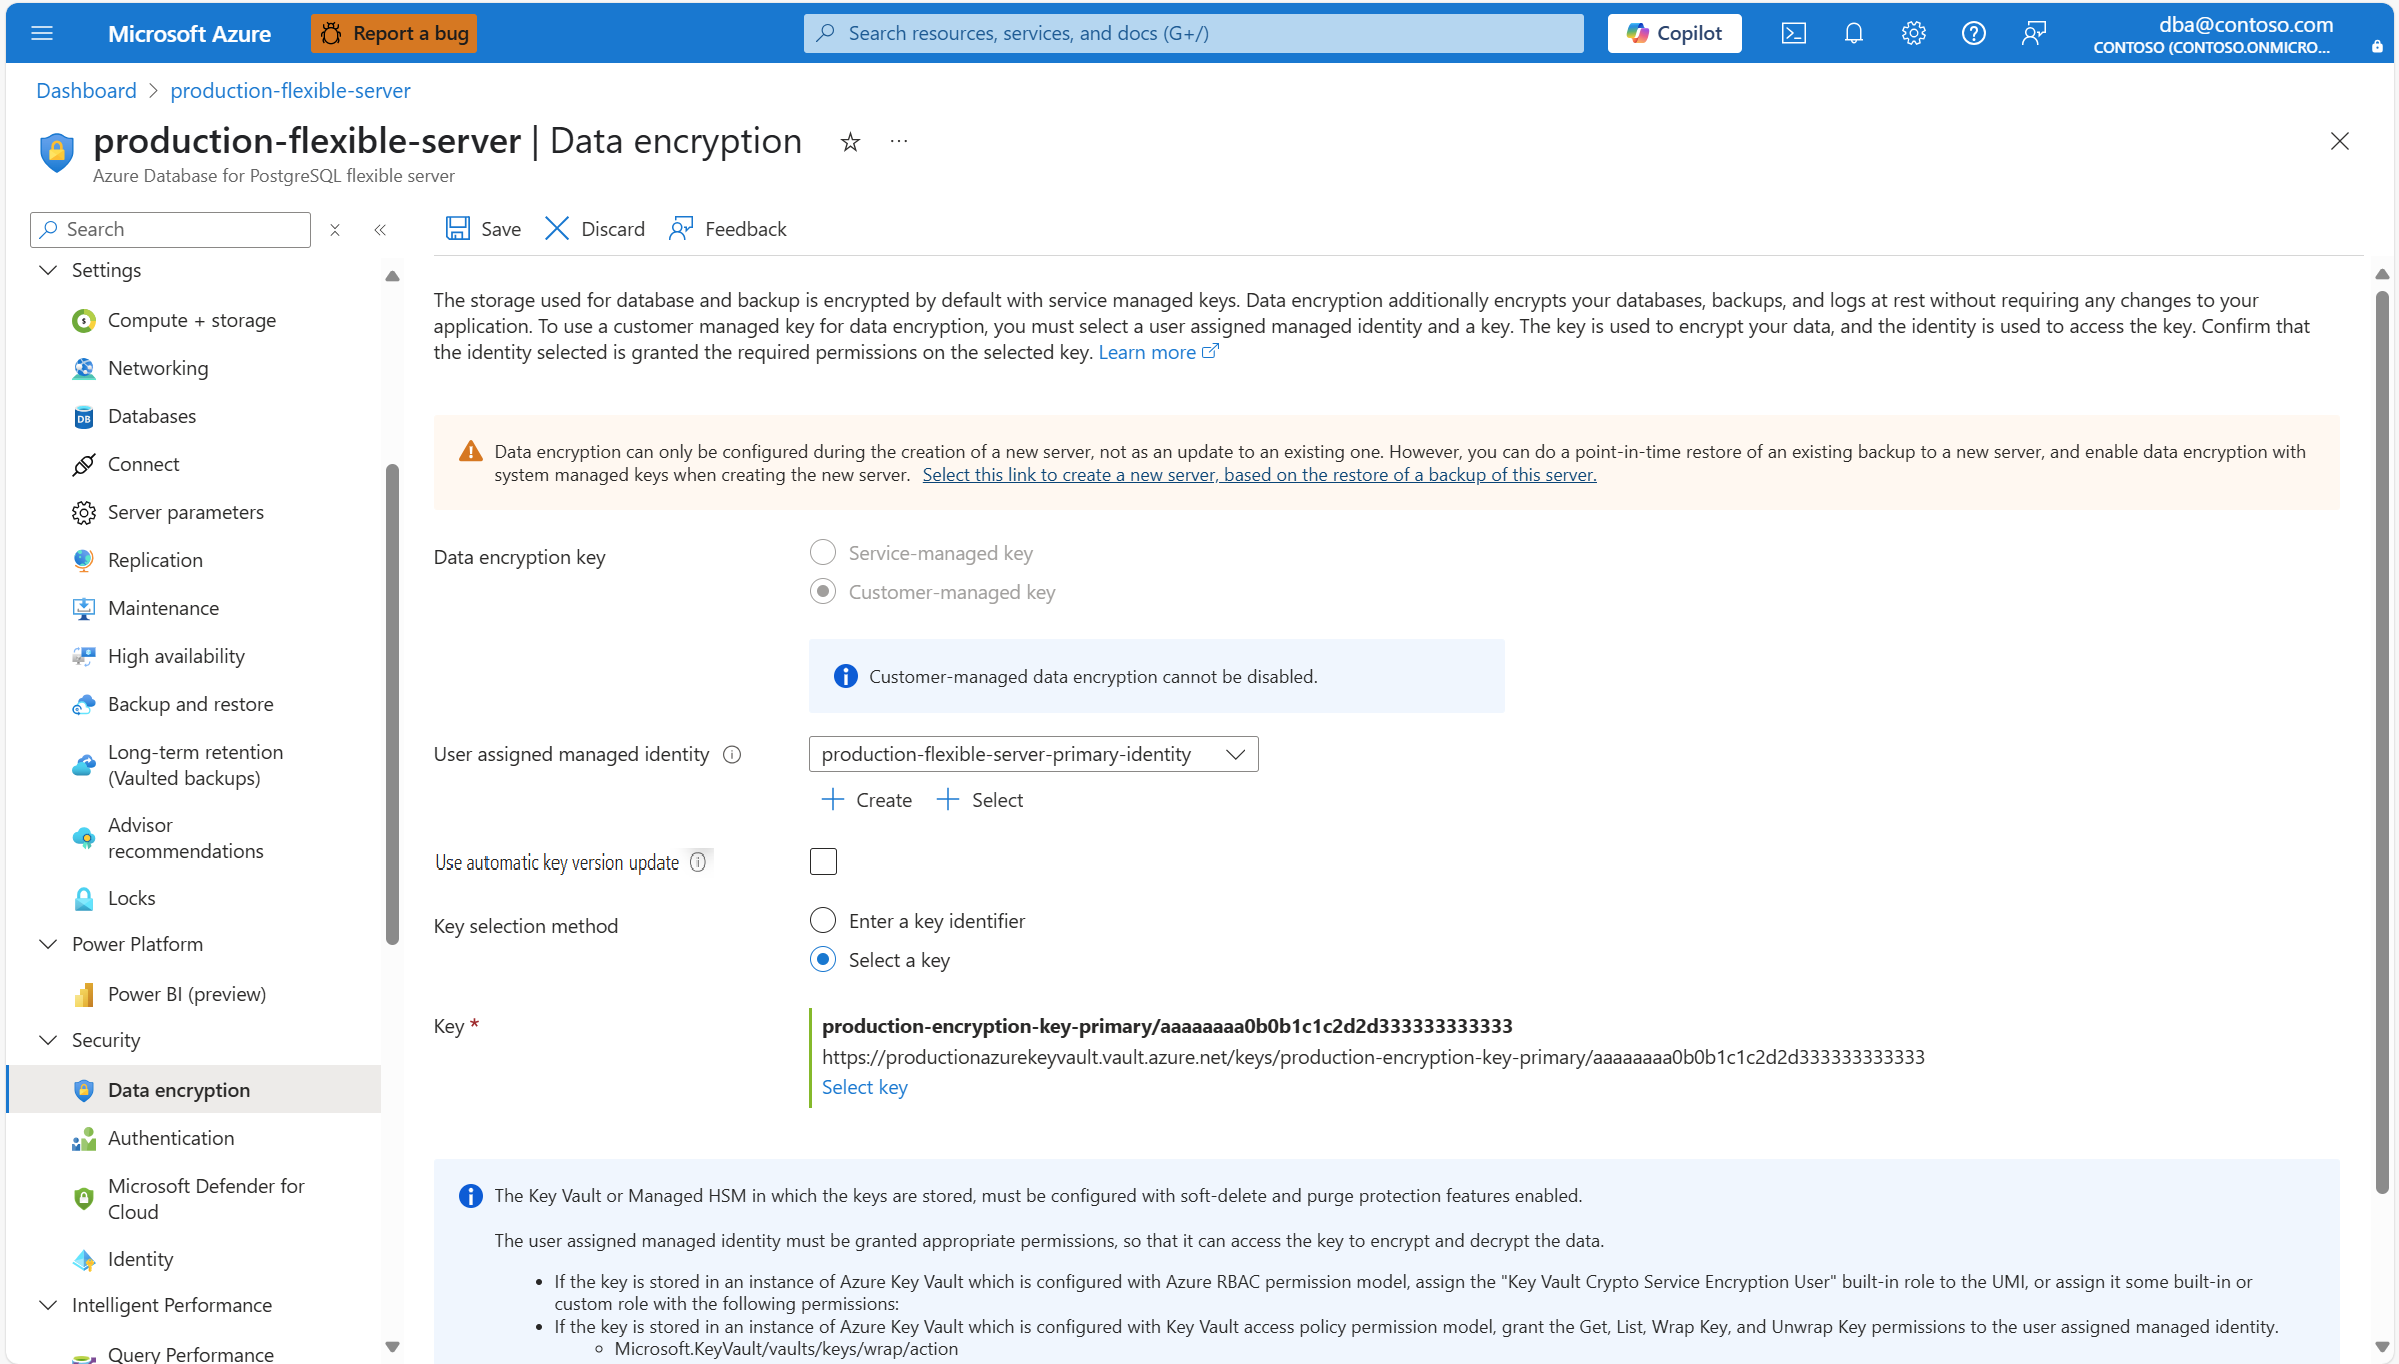 Microsoft Azure
Report a bug
Search resources, services, and docs (G+/)
Copilot
dba@contoso.com
CONTOSO (CONTOSO.ONMICRO...
Dashboard > production-flexible-server
production-flexible-server | Data encryption
Azure Database for PostgreSQL flexible server
Search
Settings
Compute + storage
Networking
Databases
Connect
Server parameters
Replication
Maintenance
High availability
Backup and restore
Long-term retention
(Vaulted backups)
Advisor
recommendations
Locks
Power Platform
Power BI (preview)
Security
Data encryption
Authentication
Microsoft Defender for
Cloud
Identity
Intelligent Performance
Query Performance
Save
Discard
Feedback
The storage used for database and backup is encrypted by default with service managed keys. Data encryption additionally encrypts your databases, backups, and logs at rest without requiring any changes to your
application. To use a customer managed key for data encryption, you must select a user assigned managed identity and a key. The key is used to encrypt your data, and the identity is used to access the key. Confirm that
the identity selected is granted the required permissions on the selected key. Learn more
Data encryption can only be configured during the creation of a new server, not as an update to an existing one. However, you can do a point-in-time restore of an existing backup to a new server, and enable data encryption with
system managed keys when creating the new server. Select this link to create a new server, based on the restore of a backup of this server.
Data encryption key
Service-managed key
Customer-managed key
Customer-managed data encryption cannot be disabled.
User assigned managed identity
production-flexible-server-primary-identity
Create
Select
Use automatic key version update
Key selection method
Enter a key identifier
Select a key
Key *
production-encryption-key-primary/aaaaaaaa0b0b1c1c2d2d333333333333
https://productionazurekeyvault.vault.azure.net/keys/production-encryption-key-primary/aaaaaaaa0b0b1c1c2d2d333333333333
Select key
The Key Vault or Managed HSM in which the keys are stored, must be configured with soft-delete and purge protection features enabled.
The user assigned managed identity must be granted appropriate permissions, so that it can access the key to encrypt and decrypt the data.
• If the key is stored in an instance of Azure Key Vault which is configured with Azure RBAC permission model, assign the "Key Vault Crypto Service Encryption User" built-in role to the UMI, or assign it some built-in or
custom role with the following permissions:
• If the key is stored in an instance of Azure Key Vault which is configured with Key Vault access policy permission model, grant the Get, List, Wrap Key, and Unwrap Key permissions to the user assigned managed identity.
◦ Microsoft.KeyVault/vaults/keys/wrap/action